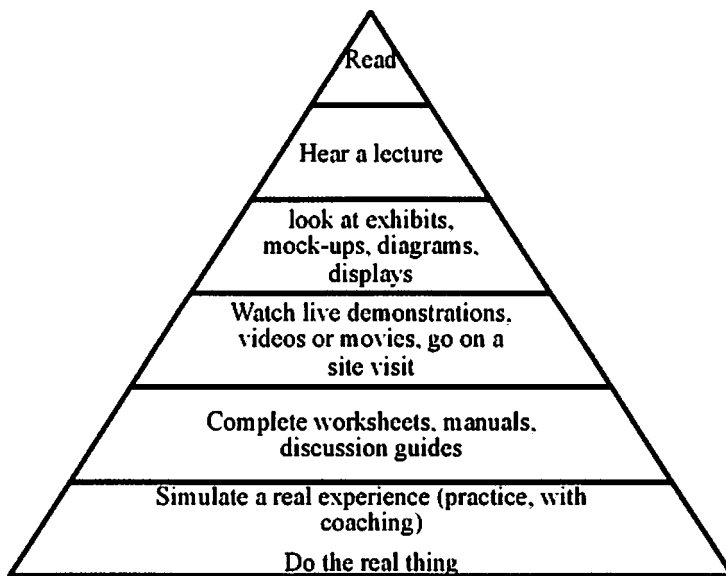 Read
Hear a lecture
look at exhibits,
mock-ups, diagrams,
displays
Watch live demonstrations,
videos or movies, go on a
site visit
Complete worksheets, manuals,
discussion guides
Simulate a real experience (practice, with
coaching)
Do the real thing